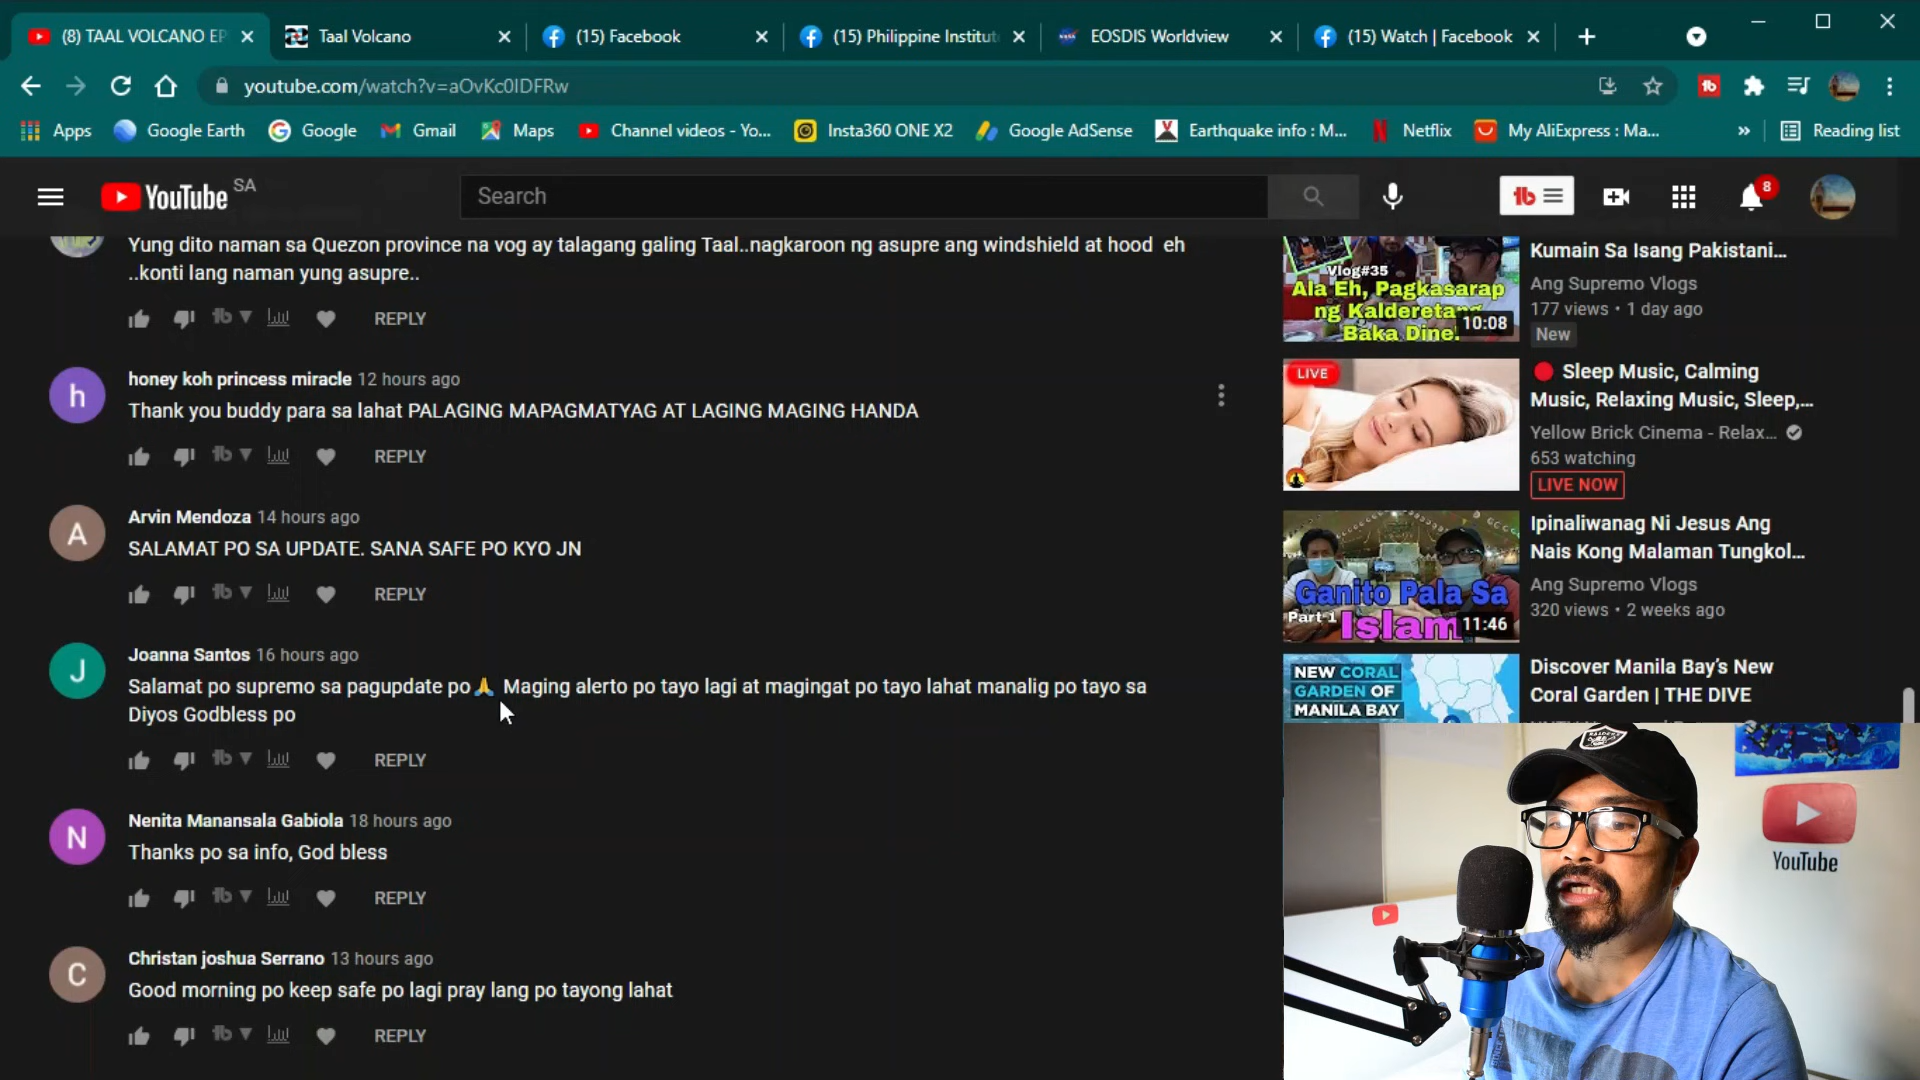 (8) TAAL VOLCANO EP
Taal Volcano
(15) Facebook
(15) Philippine Institut
EOSDIS Worldview
(15) Watch | Facebook
youtube.com/watch?v=aOvKc0IDFRw
Apps
Google Earth
Google
Gmail
Maps
Channel videos - Yo...
Insta360 ONE X2
Google AdSense
Earthquake info : M...
Netflix
My AliExpress : Ma...
Reading list
YouTube SA
Search
8
Yung dito naman sa Quezon province na vog ay talagang galing Taal..nagkaroon ng asupre ang windshield at hood eh
..konti lang naman yung asupre..
REPLY
h
honey koh princess miracle 12 hours ago
Thank you buddy para sa lahat PALAGING MAPAGMATYAG AT LAGING MAGING HANDA
REPLY
A
Arvin Mendoza 14 hours ago
SALAMAT PO SA UPDATE. SANA SAFE PO KYO JN
REPLY
J
Joanna Santos 16 hours ago
Salamat po supremo sa pagupdate po🙏 Maging alerto po tayo lagi at magingat po tayo lahat manalig po tayo sa
Diyos Godbless po
REPLY
N
Nenita Manansala Gabiola 18 hours ago
Thanks po sa info, God bless
REPLY
C
Christan joshua Serrano 13 hours ago
Good morning po keep safe po lagi pray lang po tayong lahat
REPLY
Vlog#35
Ala Eh, Pagkasarap
ng Kalderetang
Baka Dine!
10:08
Kumain Sa Isang Pakistani...
Ang Supremo Vlogs
177 views • 1 day ago
New
LIVE
Sleep Music, Calming
Music, Relaxing Music, Sleep,...
Yellow Brick Cinema - Relax...
653 watching
LIVE NOW
Ganito Pala Sa
Part 1
Islam
11:46
Ipinaliwanag Ni Jesus Ang
Nais Kong Malaman Tungkol...
Ang Supremo Vlogs
320 views • 2 weeks ago
NEW CORAL
GARDEN OF
MANILA BAY
Discover Manila Bay's New
Coral Garden | THE DIVE
RAIDERS
YouTube